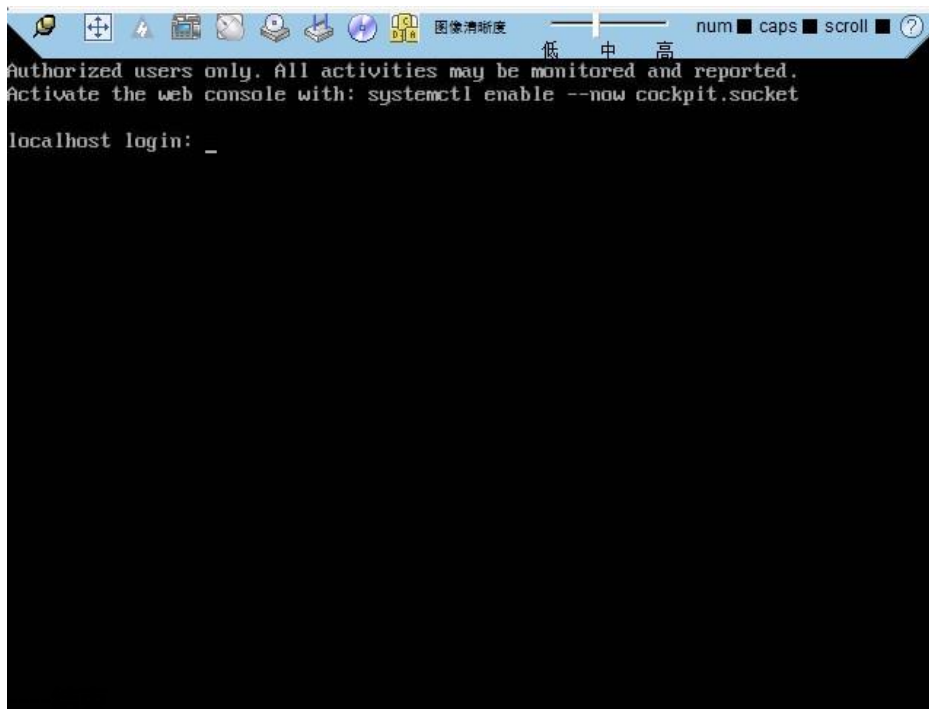 图像清晰度 低 中 高 num caps scroll ?
Authorized users only. All activities may be monitored and reported.
Activate the web console with: systemctl enable --now cockpit.socket
localhost login: _